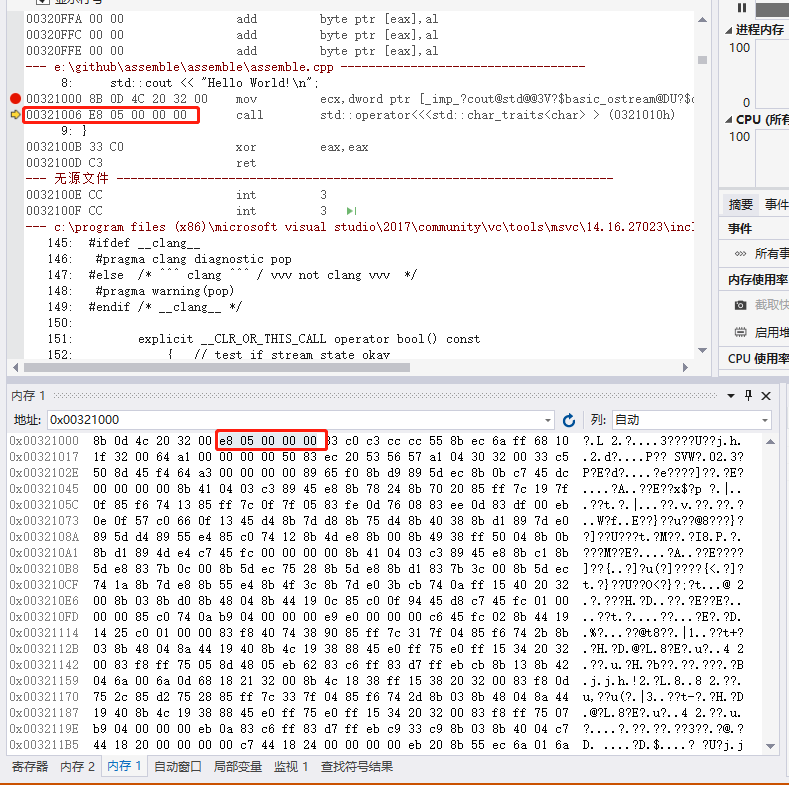 显示行号
00320FFA 00 00 add byte ptr [eax],al
00320FFC 00 00 add byte ptr [eax],al
00320FFE 00 00 add byte ptr [eax],al
--- e:\github\assemble\assemble\assemble.cpp
8: std::cout << "Hello World!\n";
00321000 8B 0D 4C 20 32 00 mov ecx,dword ptr [_imp_?cout@std@@3V?$basic_ostream@DU?$c
00321006 E8 05 00 00 00 call std::operator<<<std::char_traits<char> > (0321010h)
9: }
0032100B 33 C0 xor eax,eax
0032100D C3 ret
--- 无源文件
0032100E CC int 3
0032100F CC int 3
--- c:\program files (x86)\microsoft visual studio\2017\community\vc\tools\msvc\14.16.27023\incl
145: #ifdef __clang__
146: #pragma clang diagnostic pop
147: #else /* ^^^ clang ^^^ / vvv not clang vvv */
148: #pragma warning(pop)
149: #endif /* __clang__ */
150:
151: explicit __CLR_OR_THIS_CALL operator bool() const
152: { // test if stream state okay
进程内存
100
0
CPU (所有
100
摘要 事件
事件
所有事
内存使用率
截取快
启用堆
CPU 使用率
内存 1
地址: 0x00321000 列: 自动
0x00321000 8b 0d 4c 20 32 00 e8 05 00 00 00 33 c0 c3 cc cc 55 8b ec 6a ff 68 10
0x00321017 1f 32 00 64 a1 00 00 00 00 50 83 ec 20 53 56 57 a1 04 30 32 00 33 c5
0x0032102E 50 8d 45 f4 64 a3 00 00 00 00 89 65 f0 8b d9 89 5d ec 8b 0b c7 45 dc
0x00321045 00 00 00 00 8b 41 04 03 c3 89 45 e8 8b 78 24 8b 70 20 85 ff 7c 19 7f
0x0032105C 0f 85 f6 74 13 85 ff 7c 0f 7f 05 83 fe 0d 76 08 83 ee 0d 83 df 00 eb
0x00321073 0e 0f 57 c0 66 0f 13 45 d4 8b 7d d8 8b 75 d4 8b 40 38 8b d1 89 7d e0
0x0032108A 89 5d d4 89 55 e4 85 c0 74 12 8b 4d e4 8b 00 8b 49 38 ff 50 04 8b 0b
0x003210A1 8b d1 89 4d e4 c7 45 fc 00 00 00 00 8b 41 04 03 c3 89 45 e8 8b c1 8b
0x003210B8 5d e8 83 7b 0c 00 8b 5d ec 75 28 8b 5d e8 8b d1 83 7b 3c 00 8b 5d ec
0x003210CF 74 1a 8b 7d e8 8b 55 e4 8b 4f 3c 8b 7d e0 3b cb 74 0a ff 15 40 20 32
0x003210E6 00 8b 03 8b d0 8b 48 04 8b 44 19 0c 85 c0 0f 94 45 d8 c7 45 fc 01 00
0x003210FD 00 00 85 c0 74 0a b9 04 00 00 00 e9 e0 00 00 00 c6 45 fc 02 8b 44 19
0x00321114 14 25 c0 01 00 00 83 f8 40 74 38 90 85 ff 7c 31 7f 04 85 f6 74 2b 8b
0x0032112B 03 8b 48 04 8a 44 19 40 8b 4c 19 38 88 45 e0 ff 75 e0 ff 15 34 20 32
0x00321142 00 83 f8 ff 75 05 8d 48 05 eb 62 83 c6 ff 83 d7 ff eb cb 8b 13 8b 42
0x00321159 04 6a 00 6a 0d 68 18 21 32 00 8b 4c 18 38 ff 15 38 20 32 00 83 f8 0d
0x00321170 75 2c 85 d2 75 28 85 ff 7c 33 7f 04 85 f6 74 2d 8b 03 8b 48 04 8a 44
0x00321187 19 40 8b 4c 19 38 88 45 e0 ff 75 e0 ff 15 34 20 32 00 83 f8 ff 75 07
0x0032119E b9 04 00 00 00 eb 0a 83 c6 ff 83 d7 ff eb c9 33 c9 8b 03 8b 40 04 c7
0x003211B5 44 18 20 00 00 00 00 c7 44 18 24 00 00 00 00 eb 20 8b 55 ec 6a 01 6a
寄存器 内存 2 内存 1 自动窗口 局部变量 监视 1 查找符号结果